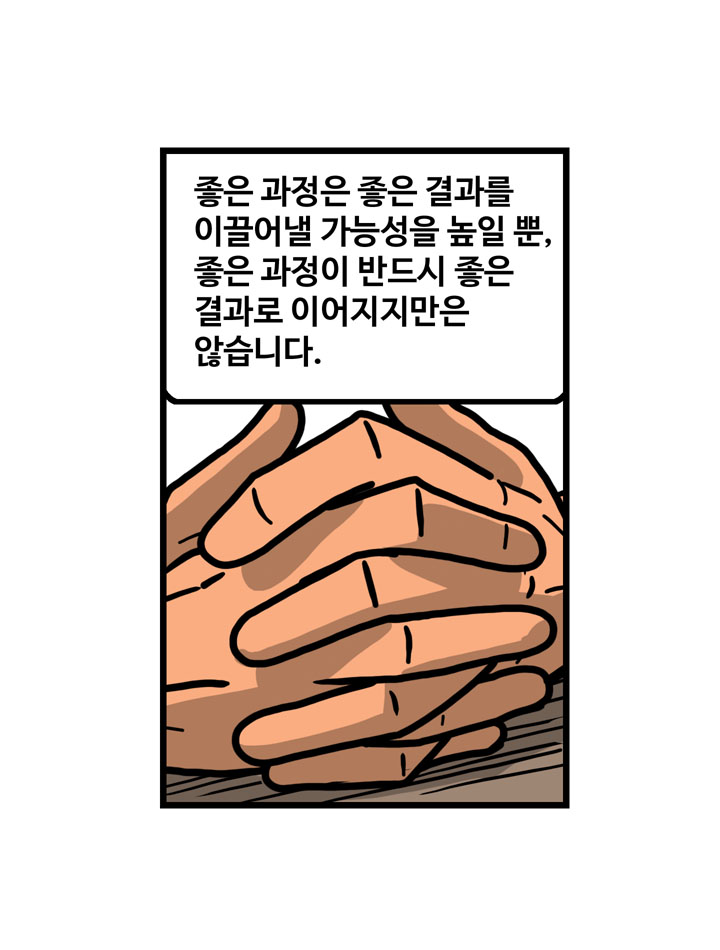 좋은 과정은 좋은 결과를
이끌어낼 가능성을 높일 뿐,
좋은 과정이 반드시 좋은
결과로 이어지지만은
않습니다.